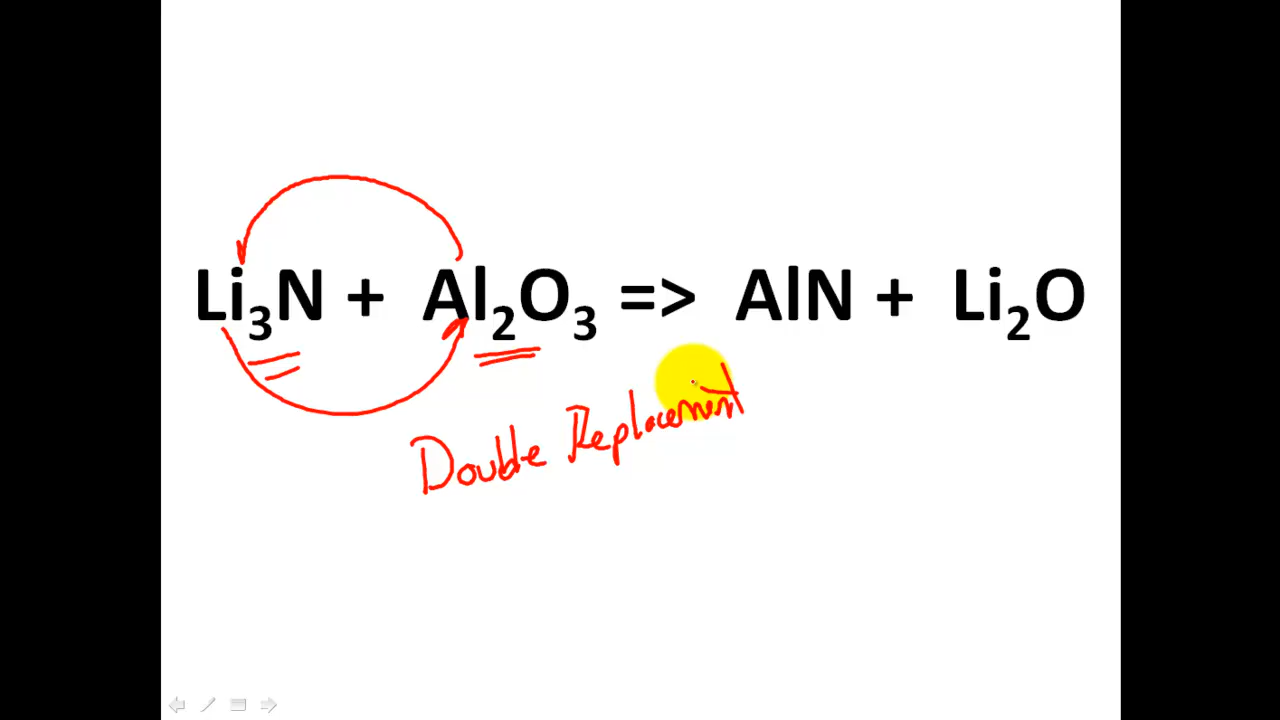 Li₃N + Al₂O₃ => AlN + Li₂O
Double Replacement